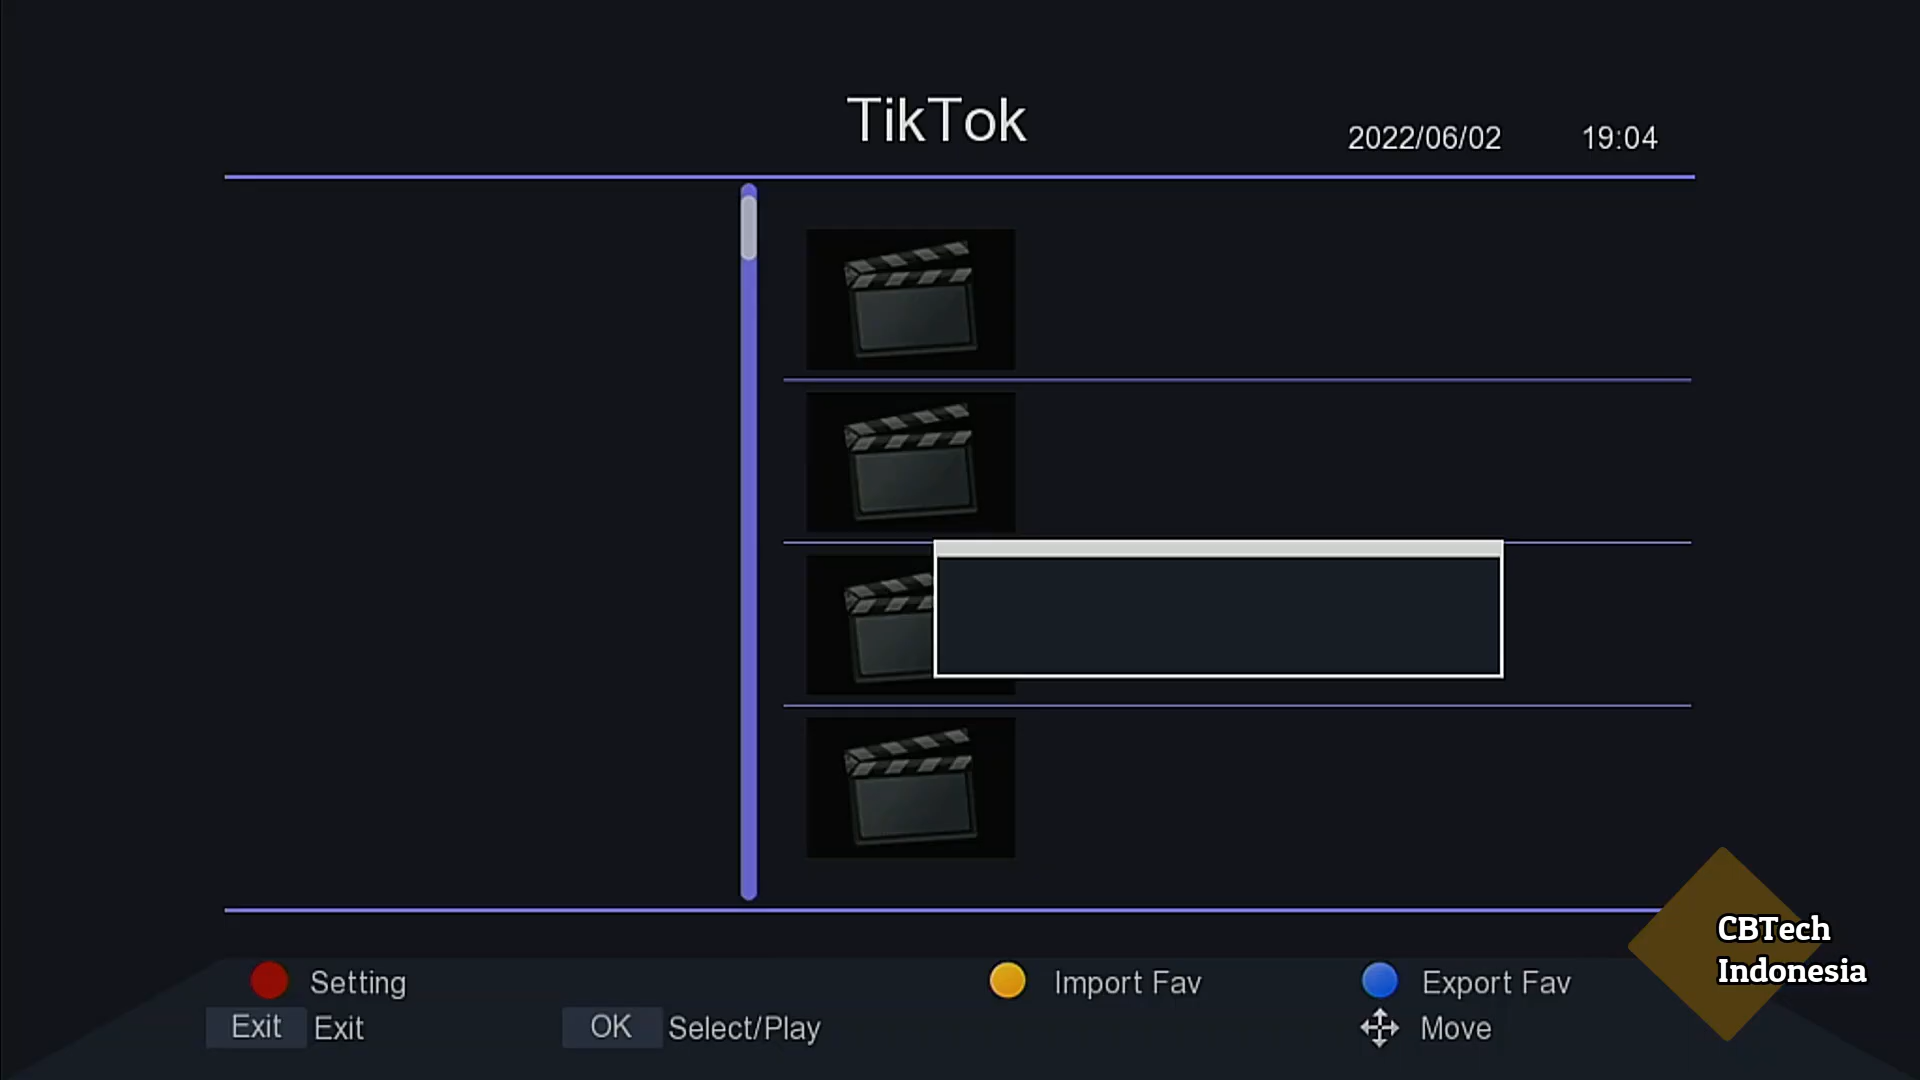 TikTok
2022/06/02 19:04
Setting Import Fav Export Fav
Exit Exit OK Select/Play Move
CBTech
Indonesia